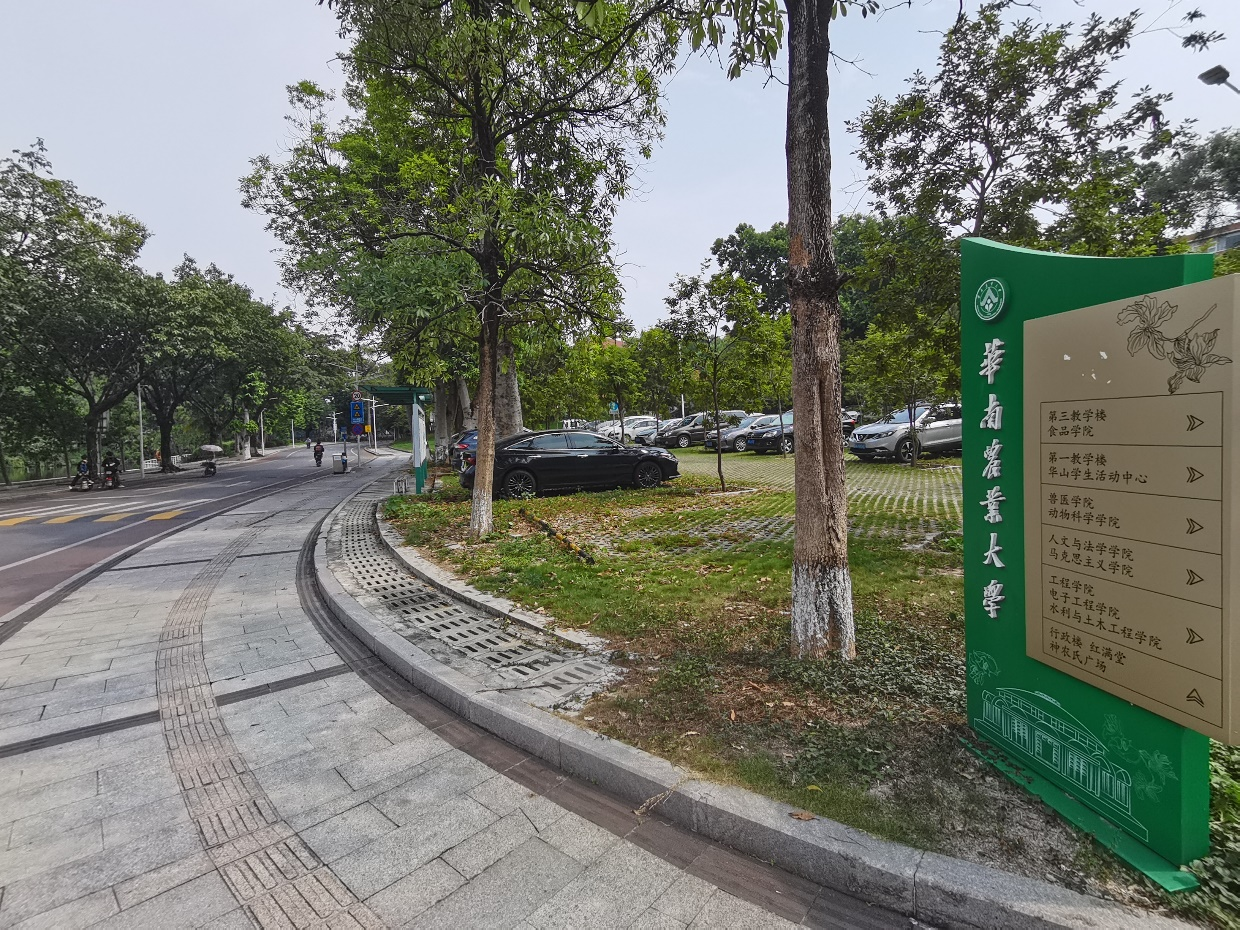 華南農業大學
第三教学楼
食品学院
第一教学楼
华山学生活动中心
兽医学院
动物科学学院
人文与法学学院
马克思主义学院
工程学院
电子工程学院
水利与土木工程学院
行政楼 红满堂
神农氏广场